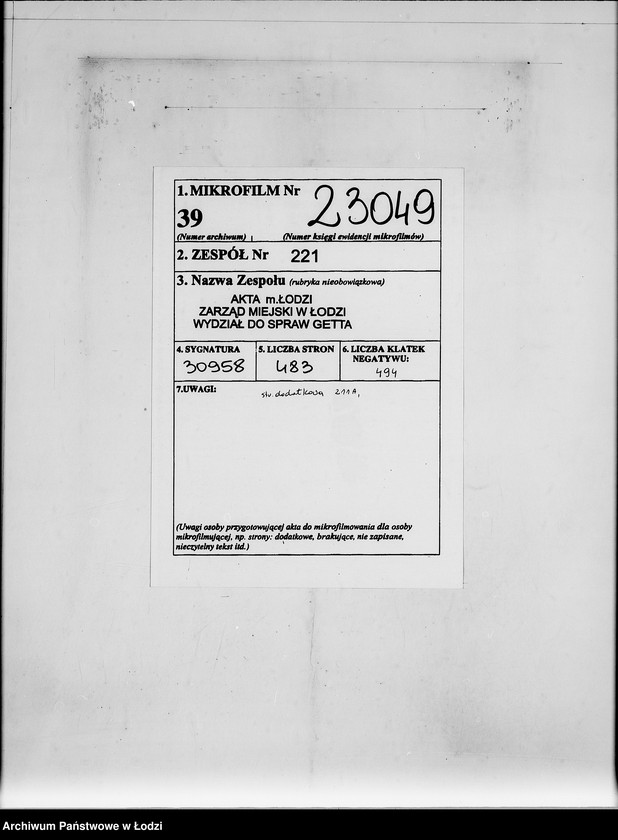 1. MIKROFILM Nr 23049
39
(Numer archiwum) (Numer księgi ewidencji mikrofilmów)
2. ZESPÓŁ Nr 221
3. Nazwa Zespołu (rubryka nieobowiązkowa)
AKTA m.ŁODZI
ZARZĄD MIEJSKI W ŁODZI
WYDZIAŁ DO SPRAW GETTA
4. SYGNATURA 5. LICZBA STRON 6. LICZBA KLATEK
NEGATYWU:
30958 483 494
7.UWAGI:
str. dodatkowa 211A,
(Uwagi osoby przygotowującej akta do mikrofilmowania dla osoby
mikrofilmującej, np. strony: dodatkowe, brakujące, nie zapisane,
nieczytelny tekst itd.)
Archiwum Państwowe w Łodzi